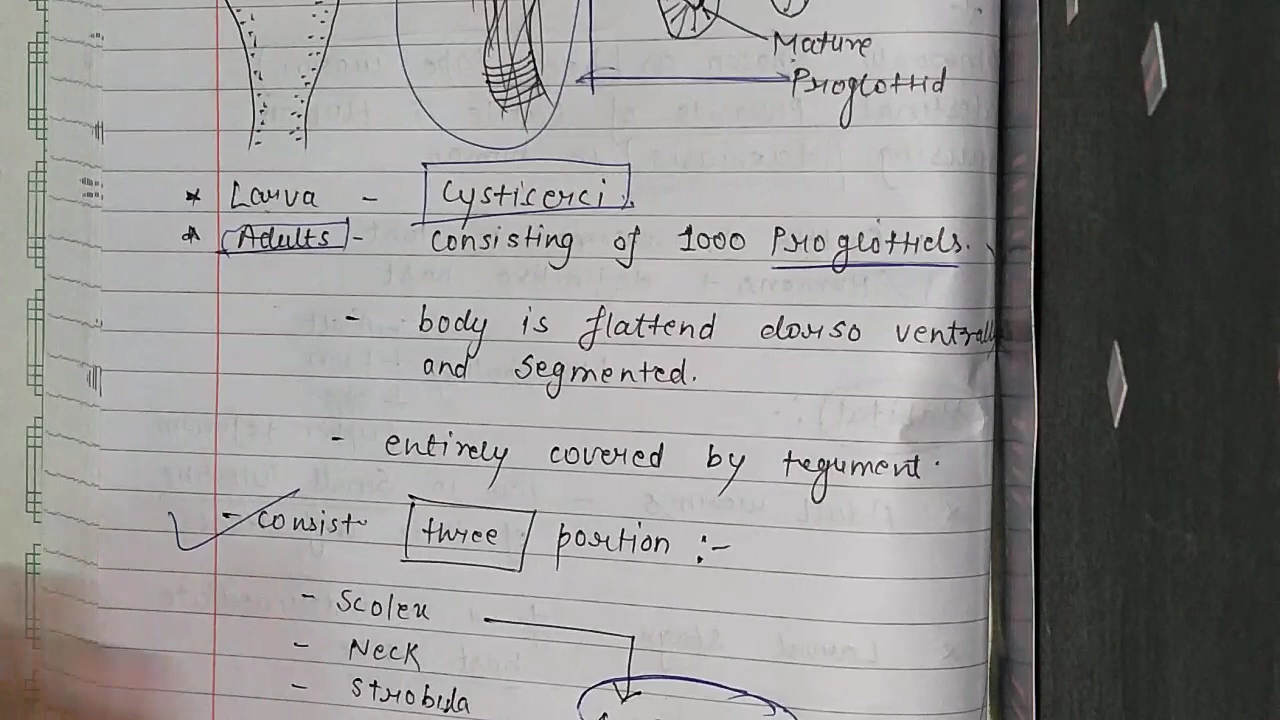 Mature
Proglottid
* Larva - Cysticerci.
* Adults - consisting of 1000 Proglottids.
- body is flattend dorso ventrally
and segmented.
- entirely covered by tegument.
- consist three portion :-
- Scolex
- Neck
- Strobila